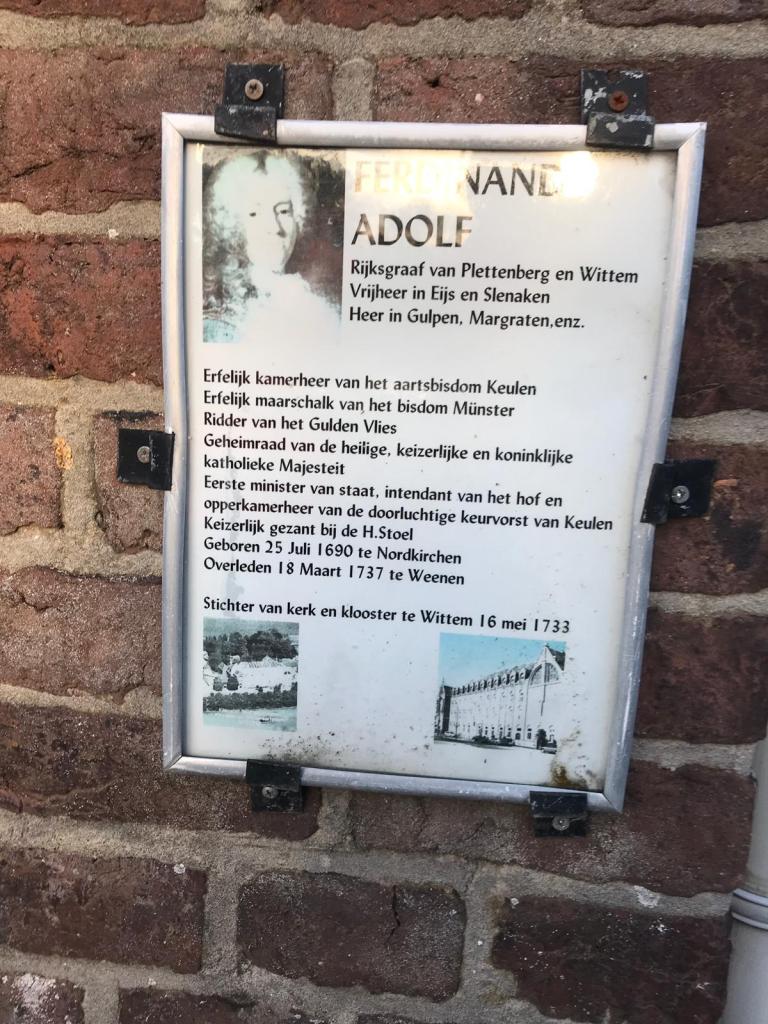 FERDINAND
ADOLF
Rijksgraaf van Plettenberg en Wittem
Vrijheer in Eijs en Slenaken
Heer in Gulpen, Margraten,enz.
Erfelijk kamerheer van het aartsbisdom Keulen
Erfelijk maarschalk van het bisdom Münster
Ridder van het Gulden Vlies
Geheimraad van de heilige, keizerlijke en koninklijke
katholieke Majesteit
Eerste minister van staat, intendant van het hof en
opperkamerheer van de doorluchtige keurvorst van Keulen
Keizerlijk gezant bij de H.Stoel
Geboren 25 Juli 1690 te Nordkirchen
Overleden 18 Maart 1737 te Weenen
Stichter van kerk en klooster te Wittem 16 mei 1733